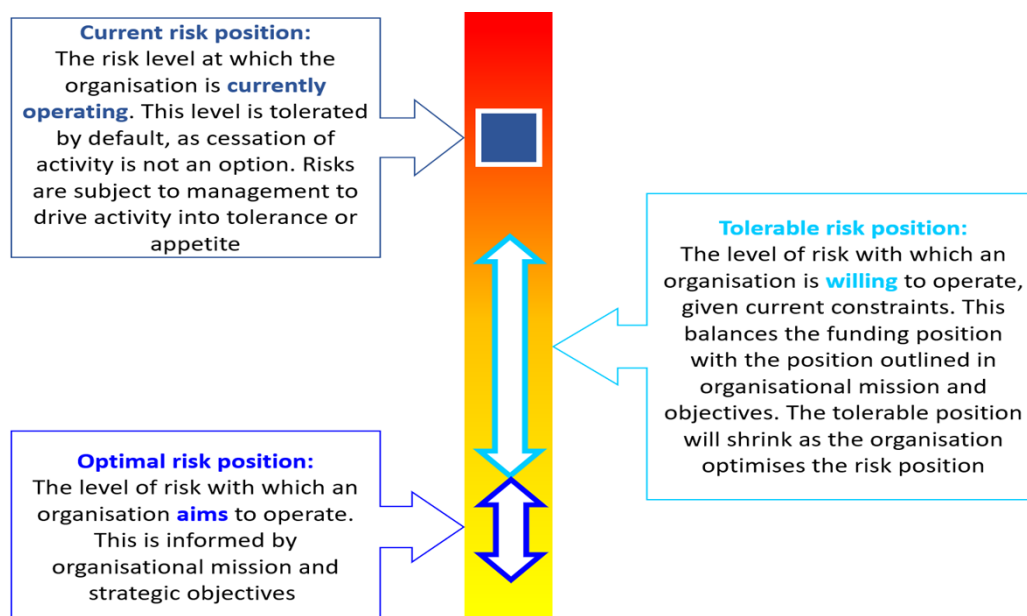 Current risk position:
The risk level at which the
organisation is currently
operating. This level is tolerated
by default, as cessation of
activity is not an option. Risks
are subject to management to
drive activity into tolerance or
appetite
Tolerable risk position:
The level of risk with which an
organisation is willing to operate,
given current constraints. This
balances the funding position
with the position outlined in
organisational mission and
objectives. The tolerable position
will shrink as the organisation
optimises the risk position
Optimal risk position:
The level of risk with which an
organisation aims to operate.
This is informed by
organisational mission and
strategic objectives